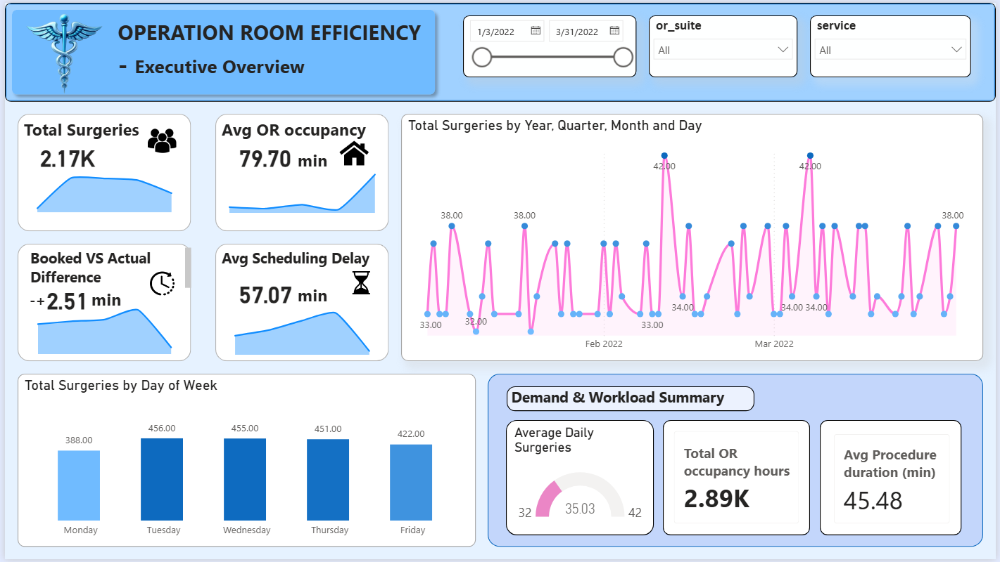 OPERATION ROOM EFFICIENCY
- Executive Overview
1/3/2022
3/31/2022
or_suite
All
service
All
Total Surgeries
2.17K
Avg OR occupancy
79.70 min
Booked VS Actual
Difference
-+2.51 min
Avg Scheduling Delay
57.07 min
Total Surgeries by Year, Quarter, Month and Day
42.00
42.00
38.00
38.00
38.00
34.00
34.00
34.00
33.00
32.00
33.00
Feb 2022
Mar 2022
Total Surgeries by Day of Week
388.00
456.00
455.00
451.00
422.00
Monday
Tuesday
Wednesday
Thursday
Friday
Demand & Workload Summary
Average Daily
Surgeries
32
35.03
42
Total OR
occupancy hours
2.89K
Avg Procedure
duration (min)
45.48